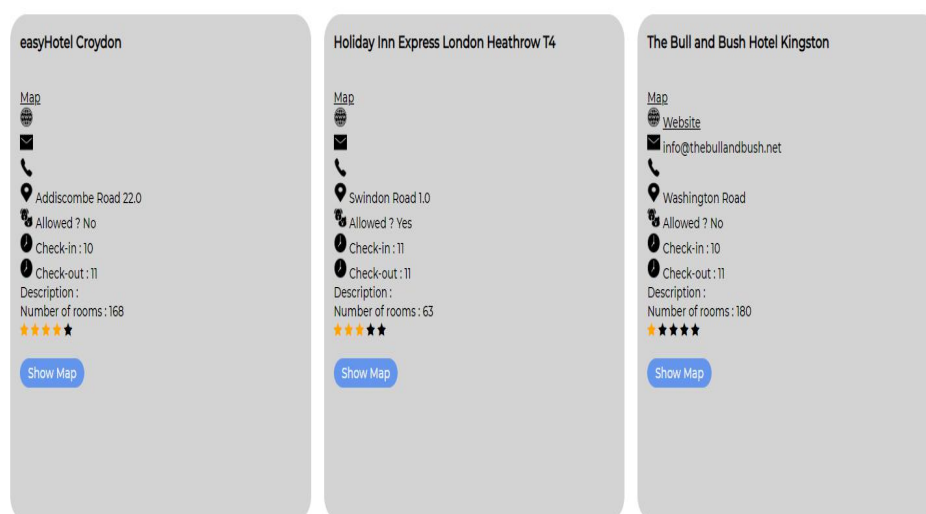 easyHotel Croydon
Map
Addiscombe Road 22.0
Allowed ? No
Check-in : 10
Check-out : 11
Description :
Number of rooms : 168
Show Map
Holiday Inn Express London Heathrow T4
Map
Swindon Road 1.0
Allowed ? Yes
Check-in : 11
Check-out : 11
Description :
Number of rooms : 63
Show Map
The Bull and Bush Hotel Kingston
Map
Website
info@thebullandbush.net
Washington Road
Allowed ? No
Check-in : 10
Check-out : 11
Description :
Number of rooms : 180
Show Map